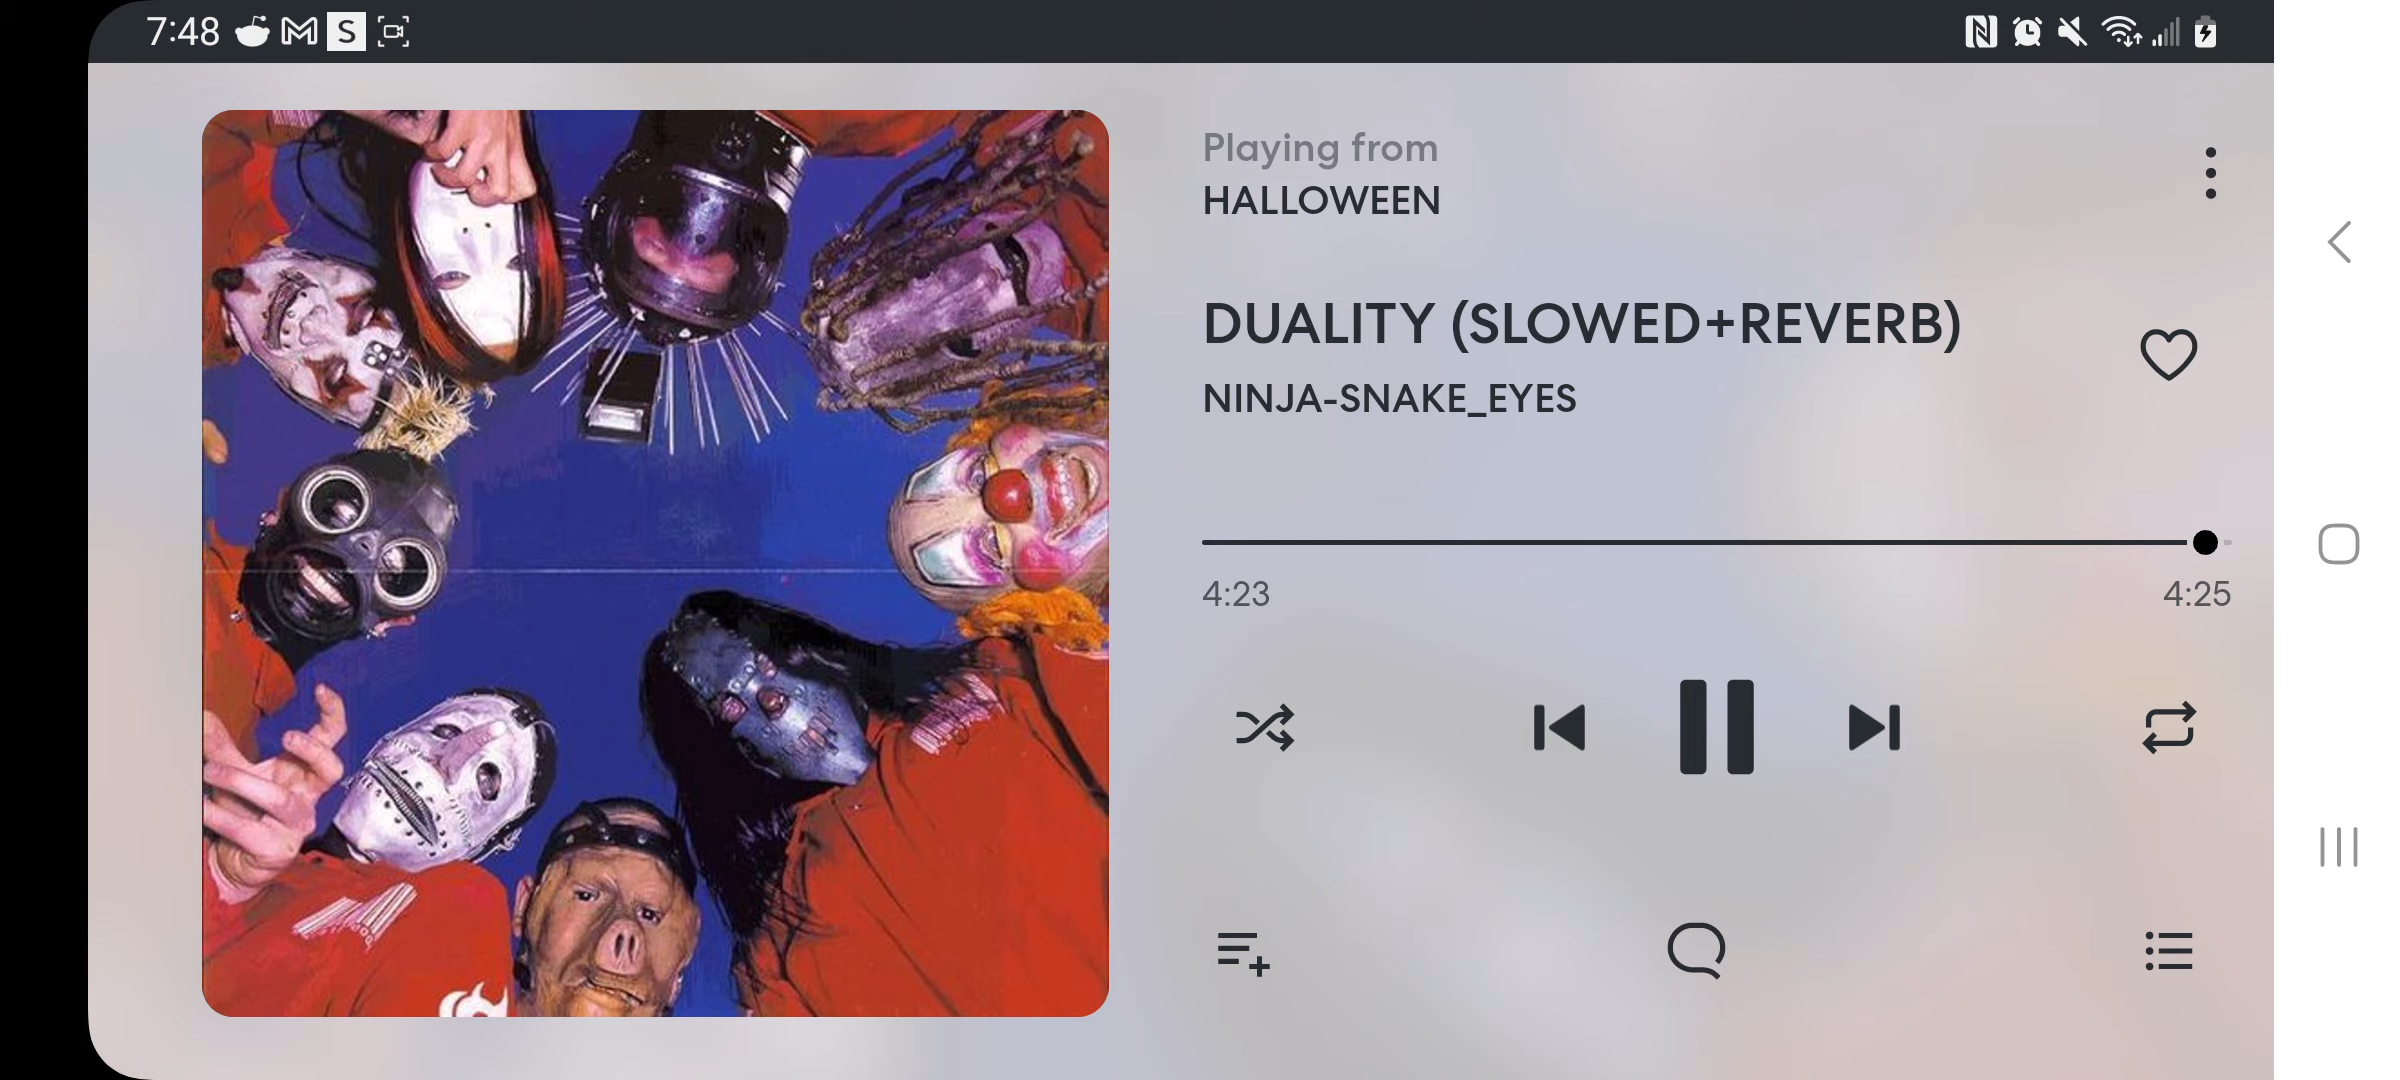 7:48
S
Playing from
HALLOWEEN
DUALITY (SLOWED+REVERB)
NINJA-SNAKE_EYES
4:23
4:25